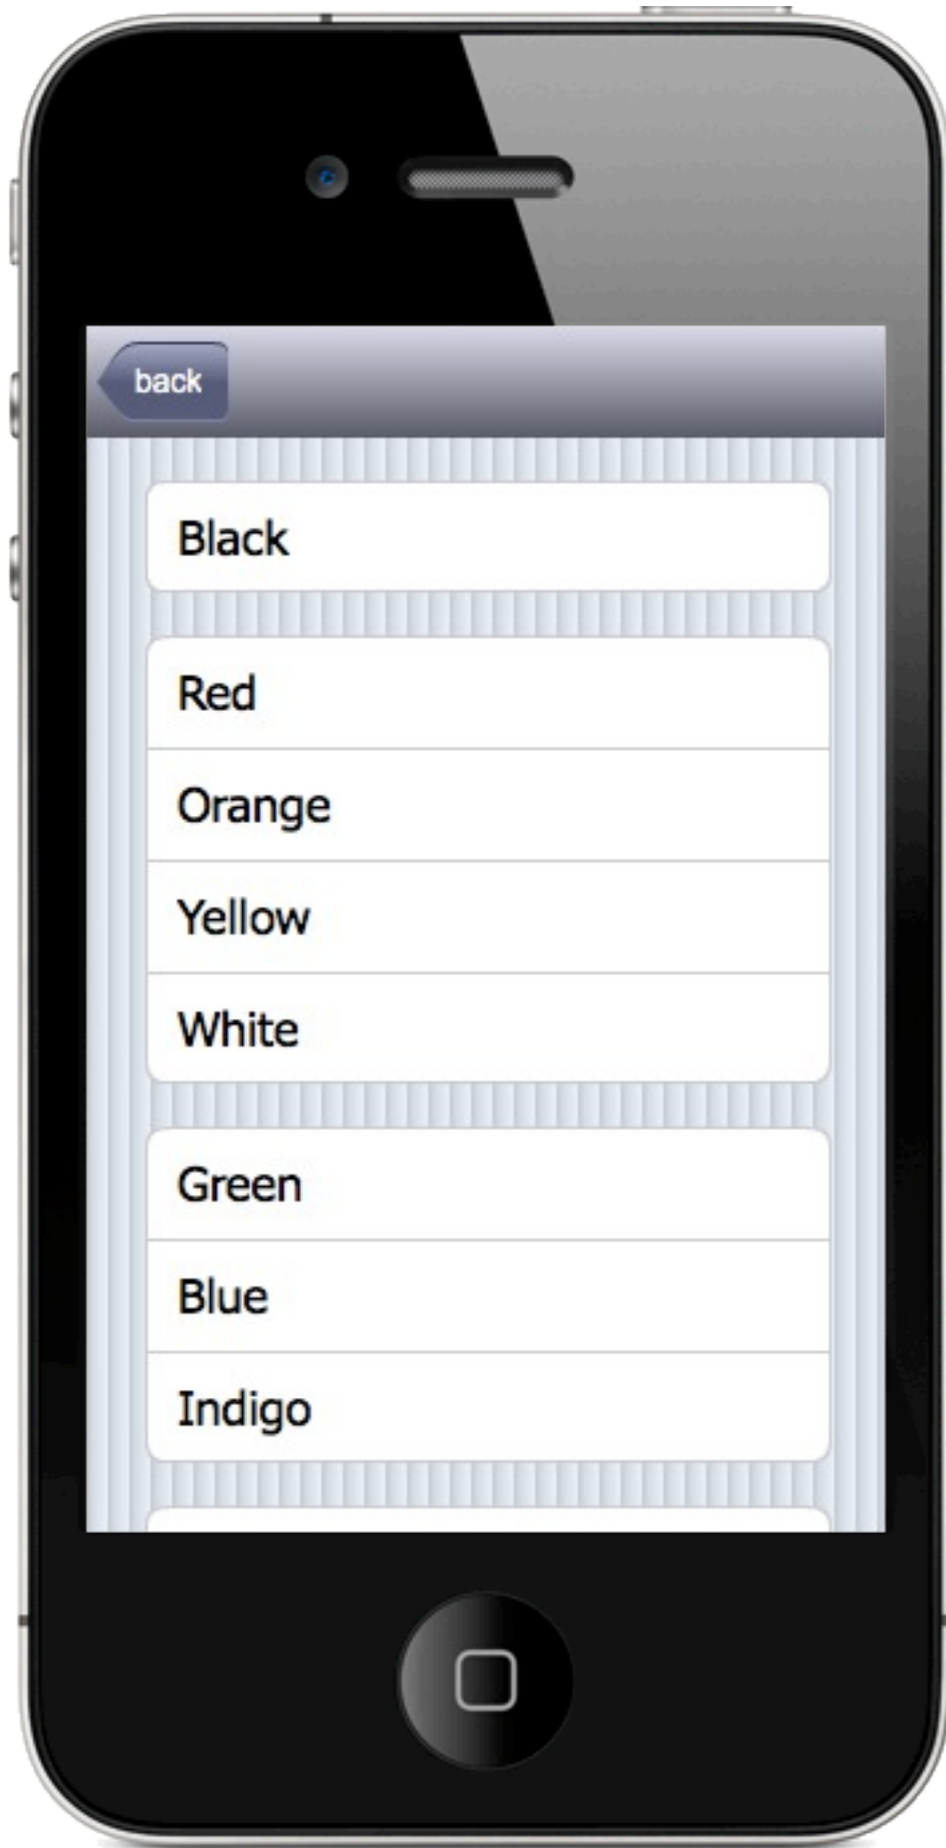 back
Black
Red
Orange
Yellow
White
Green
Blue
Indigo